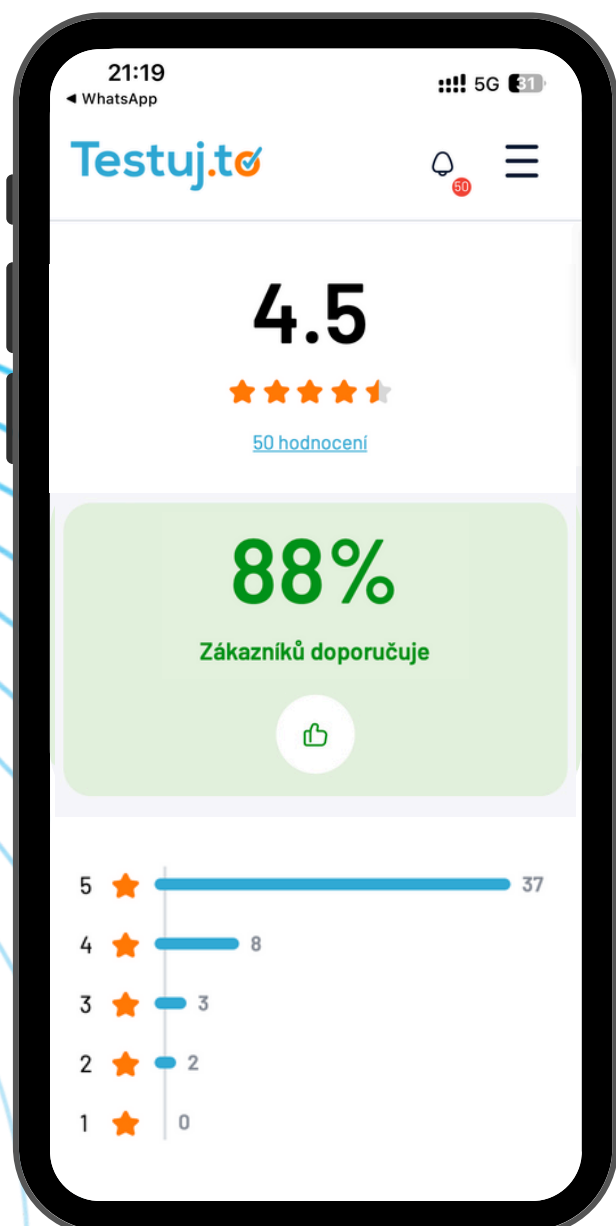 21:19
5G 31
◄ WhatsApp
Testuj.to
50
4.5
50 hodnocení
88%
Zákazníků doporučuje
5 37
4 8
3 3
2 2
1 0